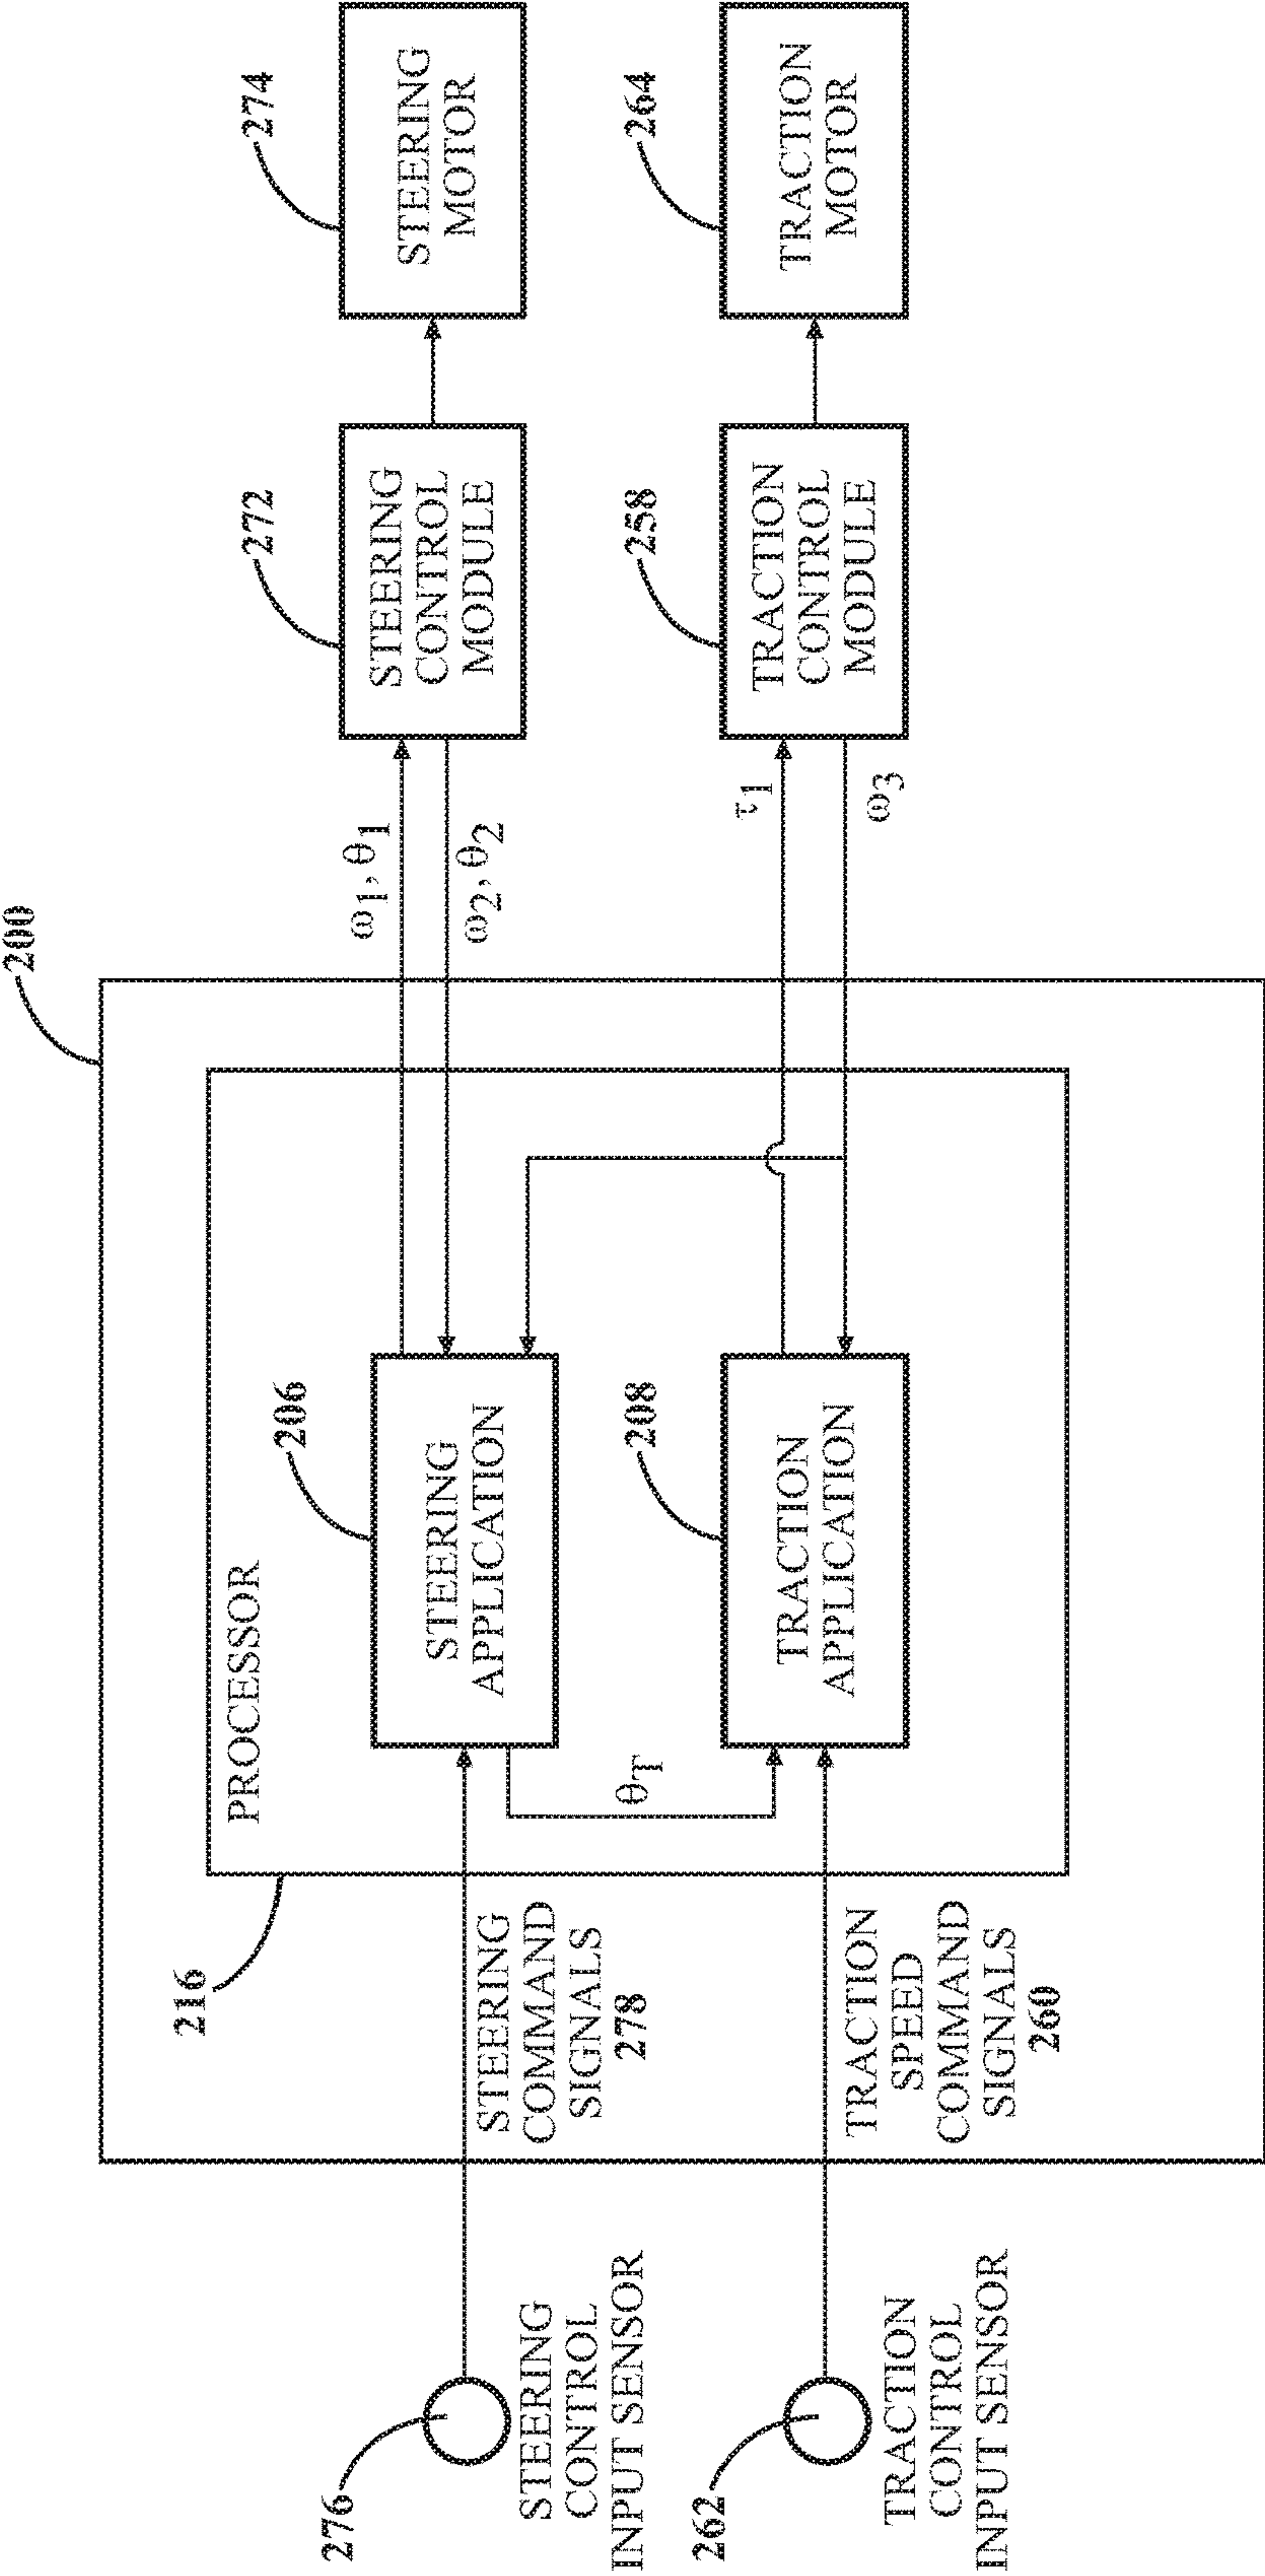 200
216
PROCESSOR
276
STEERING
CONTROL
INPUT SENSOR
STEERING
COMMAND
SIGNALS
278
206
STEERING
APPLICATION
ω1, θ1
ω2, θ2
272
STEERING
CONTROL
MODULE
274
STEERING
MOTOR
θT
262
TRACTION
CONTROL
INPUT SENSOR
TRACTION
SPEED
COMMAND
SIGNALS
260
208
TRACTION
APPLICATION
τ1
ω3
258
TRACTION
CONTROL
MODULE
264
TRACTION
MOTOR